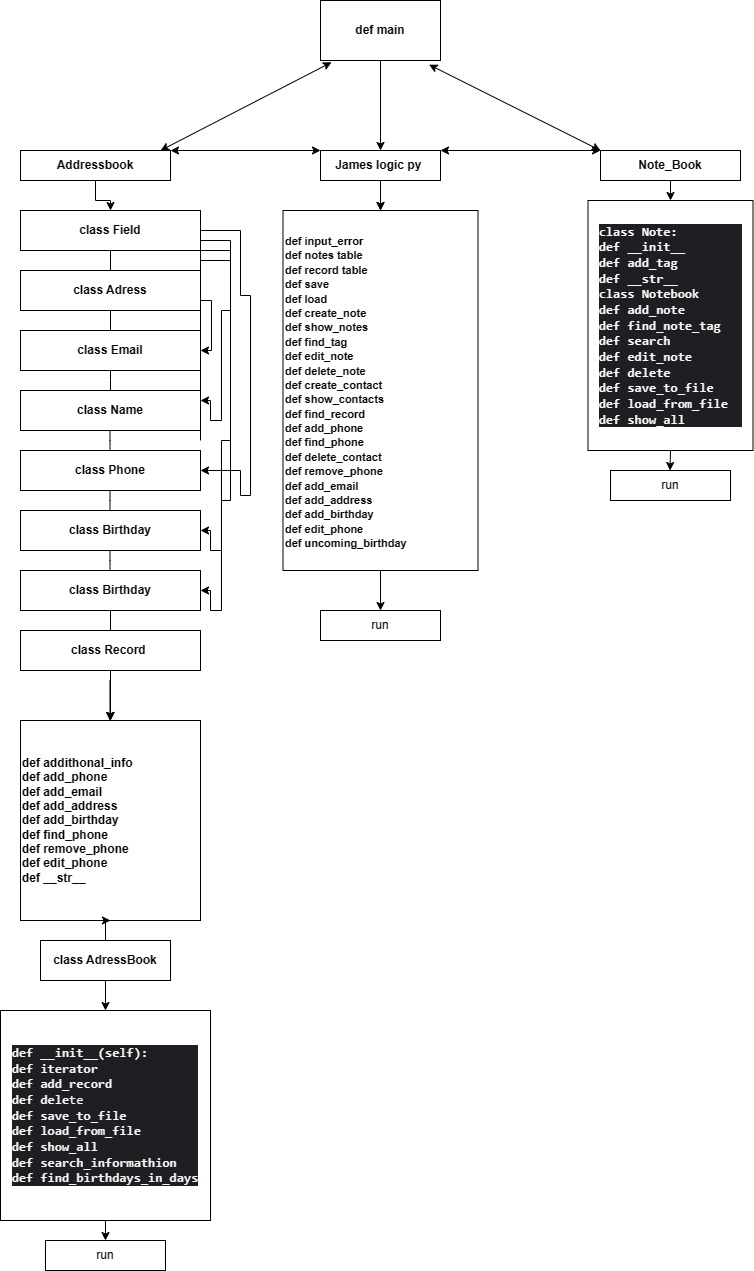 def main
Addressbook
James logic py
Note_Book
class Field
class Adress
class Email
class Name
class Phone
class Birthday
class Birthday
class Record
def addithonal_info
def add_phone
def add_email
def add_address
def add_birthday
def find_phone
def remove_phone
def edit_phone
def __str__
class AdressBook
def __init__(self):
def iterator
def add_record
def delete
def save_to_file
def load_from_file
def show_all
def search_informathion
def find_birthdays_in_days
run
def input_error
def notes table
def record table
def save
def load
def create_note
def show_notes
def find_tag
def edit_note
def delete_note
def create_contact
def show_contacts
def find_record
def add_phone
def find_phone
def delete_contact
def remove_phone
def add_email
def add_address
def add_birthday
def edit_phone
def uncoming_birthday
run
class Note:
def __init__
def add_tag
def __str__
class Notebook
def add_note
def find_note_tag
def search
def edit_note
def delete
def save_to_file
def load_from_file
def show_all
run